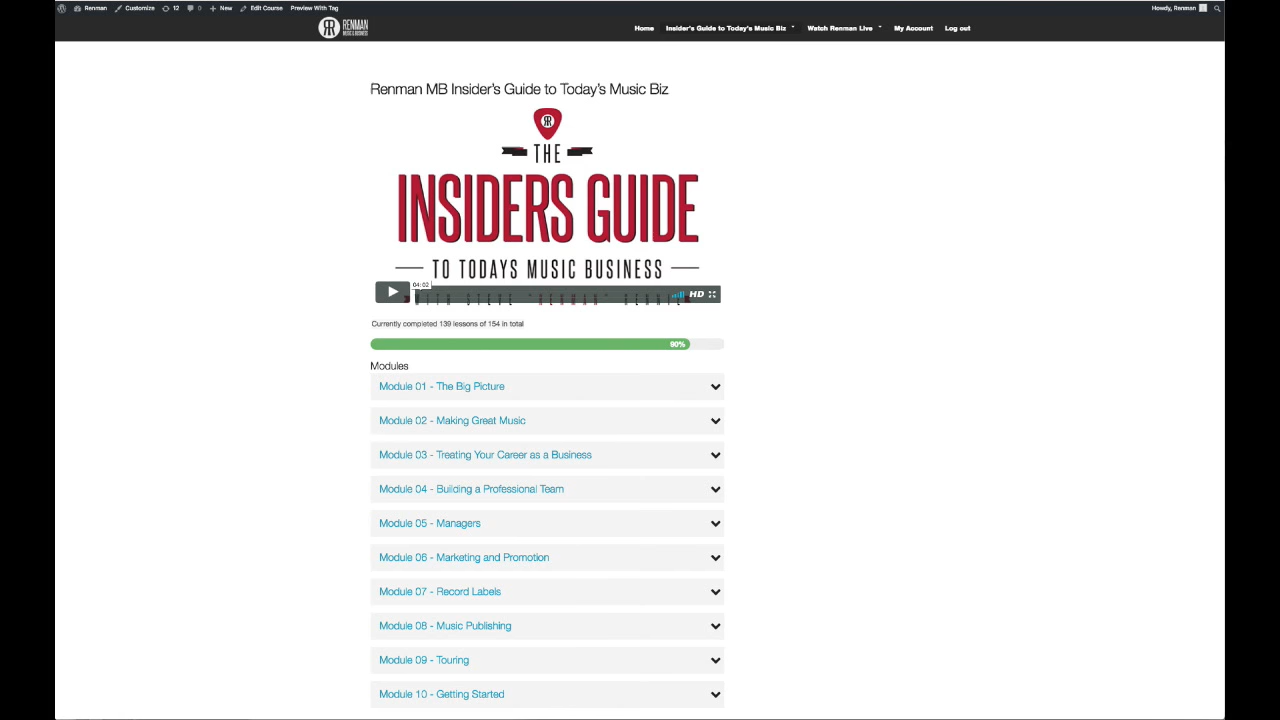 Renman Customize 12 0 New Edit Course Preview With Tag Howdy, Renman
RENMAN
MUSIC & BUSINESS
Home Insider's Guide to Today's Music Biz Watch Renman Live My Account Log out
Renman MB Insider's Guide to Today's Music Biz
THE
INSIDERS GUIDE
TO TODAYS MUSIC BUSINESS
04:02
HD
Currently completed 139 lessons of 154 in total
90%
Modules
Module 01 - The Big Picture
Module 02 - Making Great Music
Module 03 - Treating Your Career as a Business
Module 04 - Building a Professional Team
Module 05 - Managers
Module 06 - Marketing and Promotion
Module 07 - Record Labels
Module 08 - Music Publishing
Module 09 - Touring
Module 10 - Getting Started